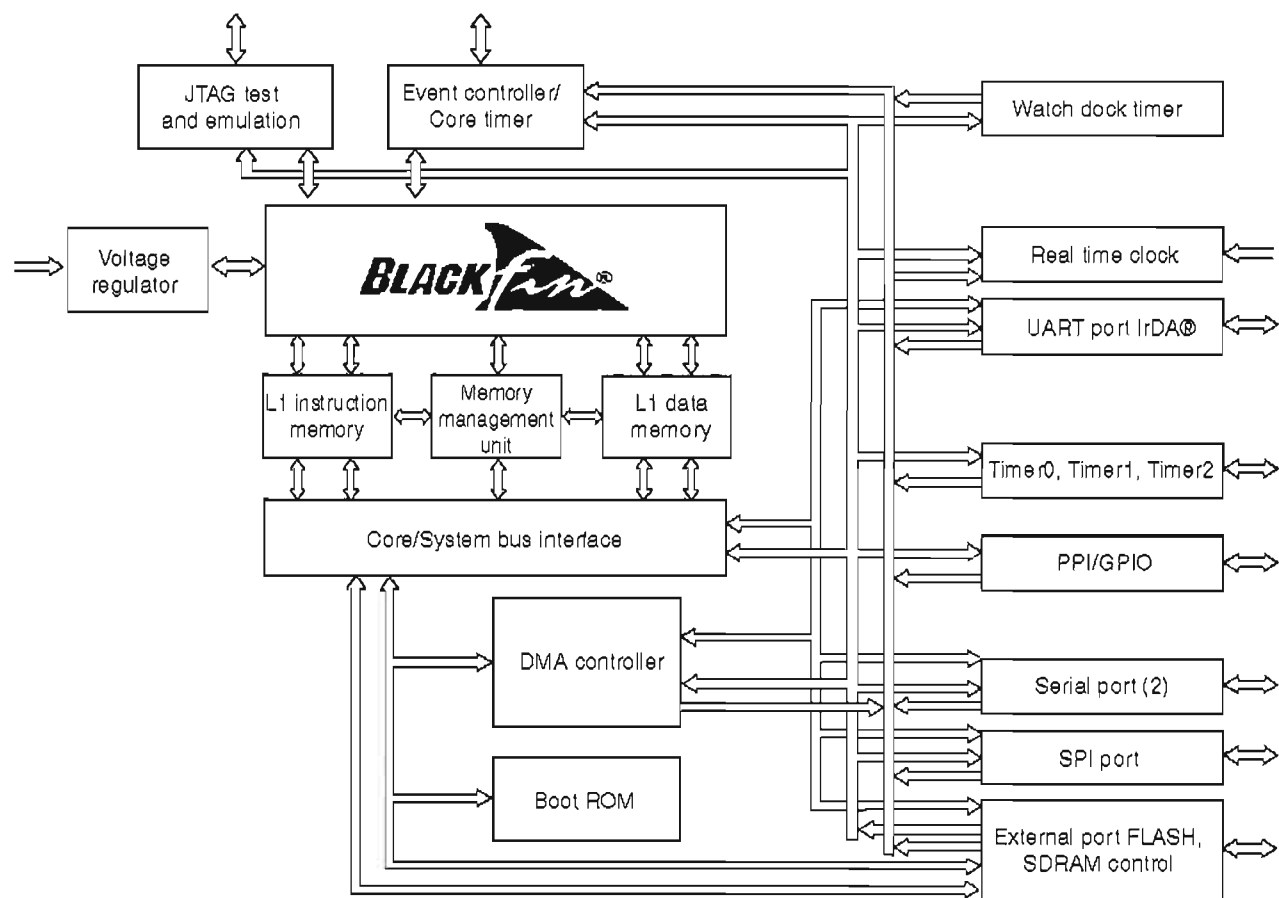 JTAG test
and emulation
Event controller/
Core timer
Watch dock timer
Voltage
regulator
BLACKfin®
Real time clock
UART port IrDA®
L1 instruction
memory
Memory
management
unit
L1 data
memory
Timer0, Timer1, Timer2
Core/System bus interface
PPI/GPIO
DMA controller
Serial port (2)
SPI port
Boot ROM
External port FLASH,
SDRAM control